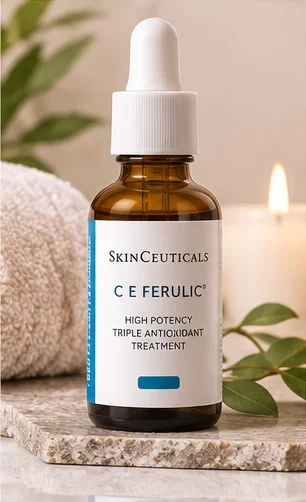 SKINCEUTICALS
C E FERULIC®
HIGH POTENCY
TRIPLE ANTIOXIDANT
TREATMENT